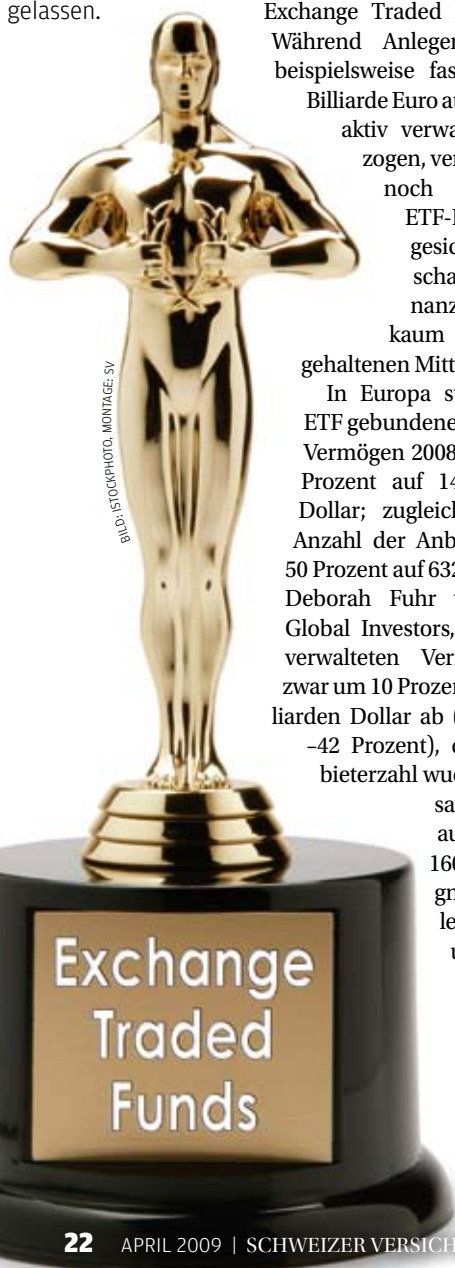 gelassen.
Exchange Traded
Während Anleger
beispielsweise fas
Billiarde Euro au
aktiv verwa
zogen, ver
noch
ETF-
gesic
scha
nanz
kaum
gehaltenen Mitt
In Europa s
ETF gebundene
Vermögen 2008
Prozent auf 14
Dollar; zugleich
Anzahl der Anb
50 Prozent auf 632
Deborah Fuhr
Global Investors,
verwalteten Ver
zwar um 10 Prozen
liarden Dollar ab (
–42 Prozent),
bieterzahl wuc
sa
au
160
gn
le
u
BILD: ISTOCKPHOTO, MONTAGE: SV
Exchange
Traded
Funds
22 APRIL 2009 | SCHWEIZER VERSICH